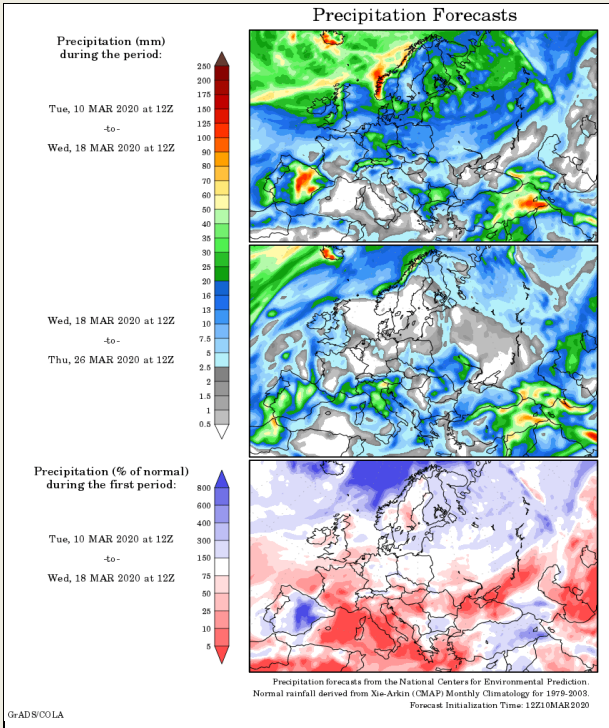 Precipitation Forecasts
Precipitation (mm)
during the period:
Tue, 10 MAR 2020 at 12Z
-to-
Wed, 18 MAR 2020 at 12Z
250
200
175
150
125
100
90
80
70
60
50
40
35
30
25
20
16
13
10
7.5
5
2.5
2
1.5
1
0.5
Wed, 18 MAR 2020 at 12Z
-to-
Thu, 26 MAR 2020 at 12Z
Precipitation (% of normal)
during the first period:
Tue, 10 MAR 2020 at 12Z
-to-
Wed, 18 MAR 2020 at 12Z
800
600
400
300
150
75
50
25
10
5
Precipitation forecasts from the National Centers for Environmental Prediction.
Normal rainfall derived from Xie-Arkin (CMAP) Monthly Climatology for 1979-2003.
Forecast Initialization Time: 12Z10MAR2020
GrADS/COLA